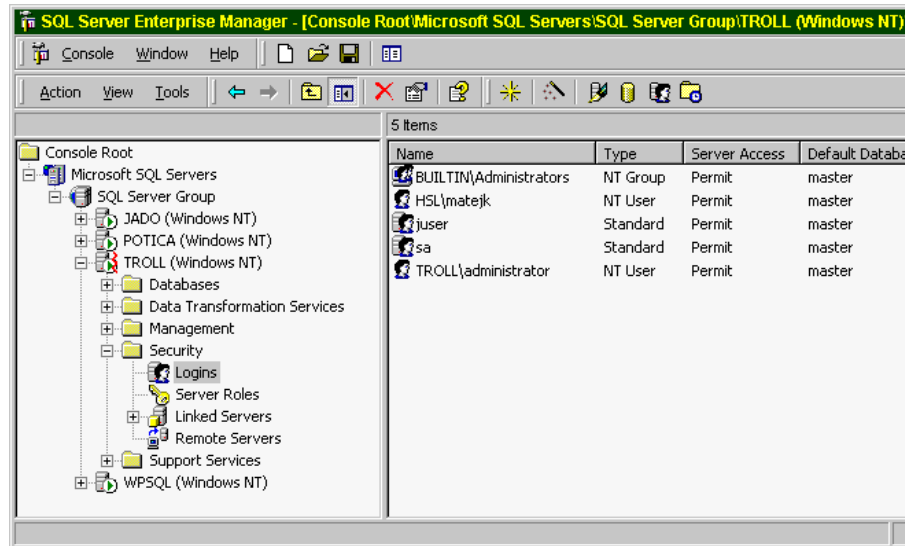 SQL Server Enterprise Manager - [Console Root\Microsoft SQL Servers\SQL Server Group\TROLL (Windows NT)
Console Window Help
Action View Tools
5 Items
Console Root
Microsoft SQL Servers
SQL Server Group
JADO (Windows NT)
POTICA (Windows NT)
TROLL (Windows NT)
Databases
Data Transformation Services
Management
Security
Logins
Server Roles
Linked Servers
Remote Servers
Support Services
WPSQL (Windows NT)
Name Type Server Access Default Databa
BUILTIN\Administrators NT Group Permit master
HSL\matejk NT User Permit master
juser Standard Permit master
sa Standard Permit master
TROLL\administrator NT User Permit master